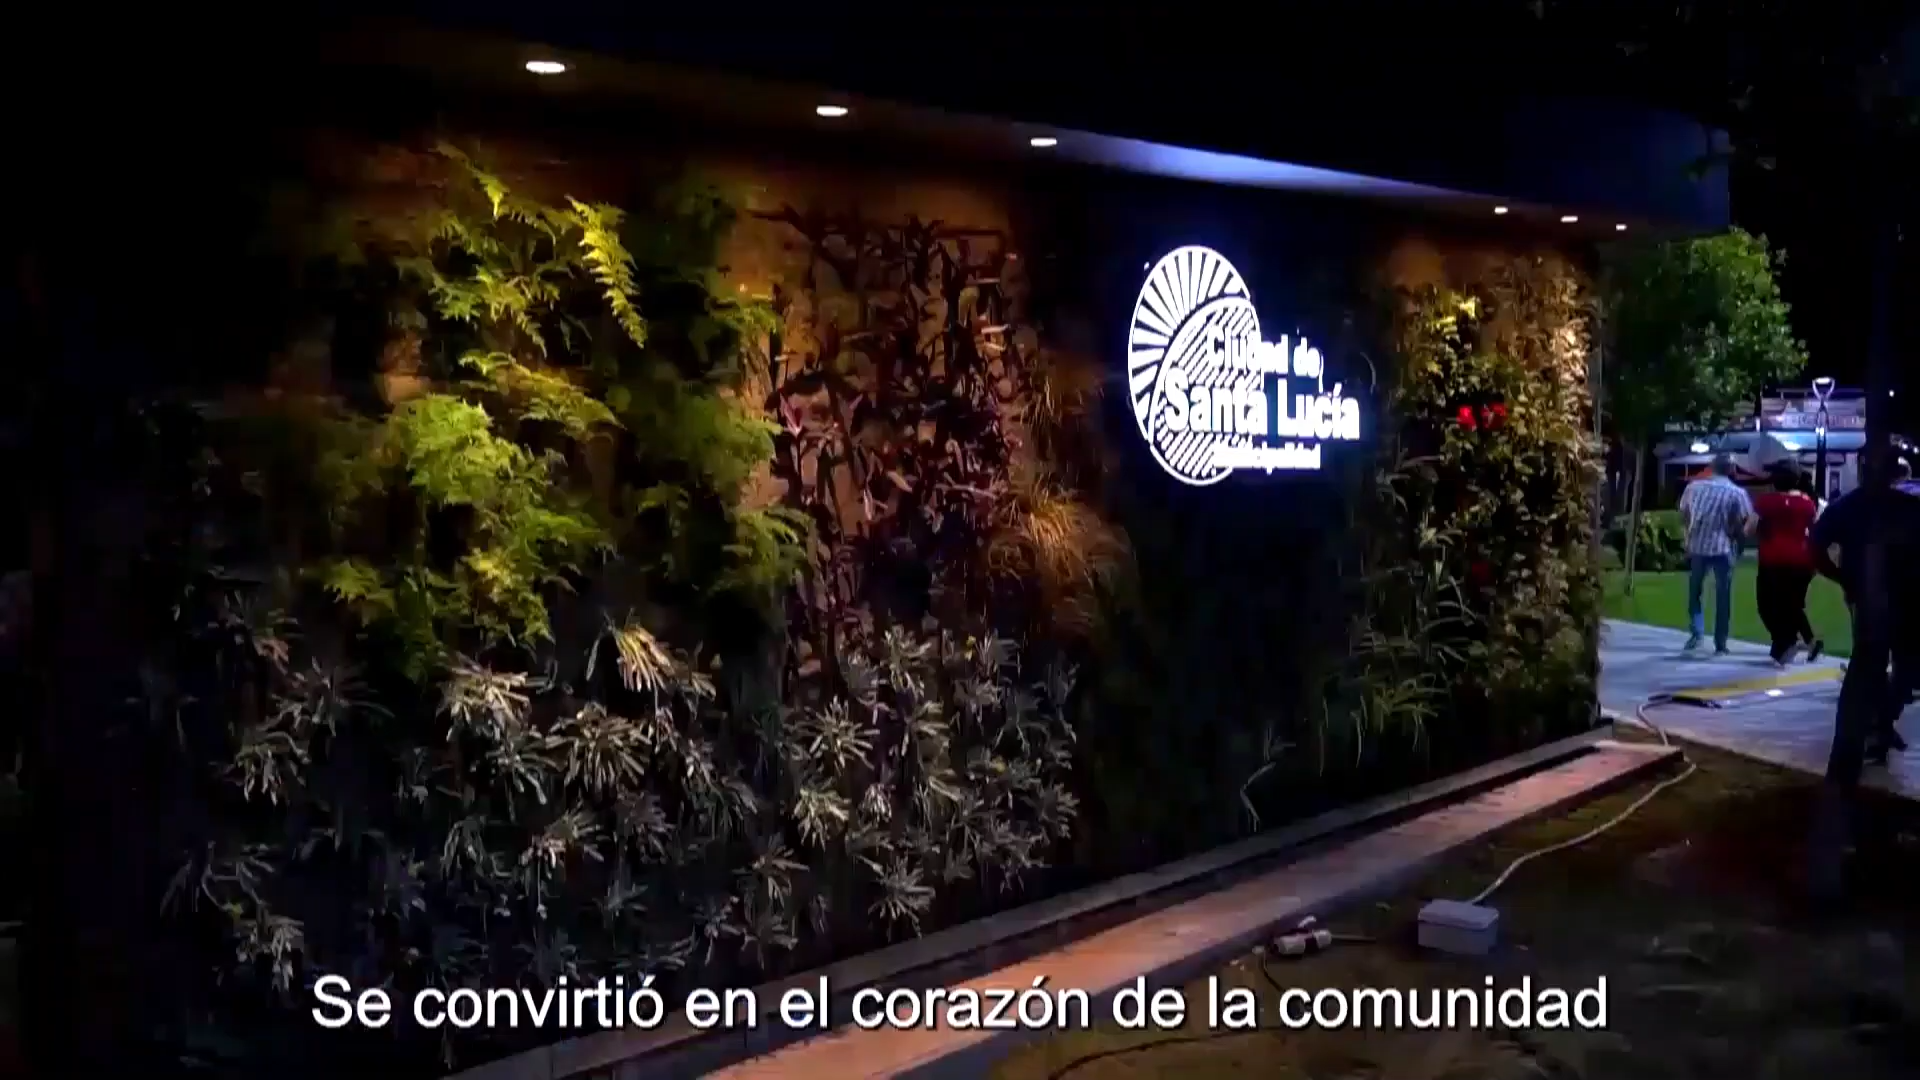 Ciudad de
Santa Lucía
Municipalidad
Se convirtió en el corazón de la comunidad